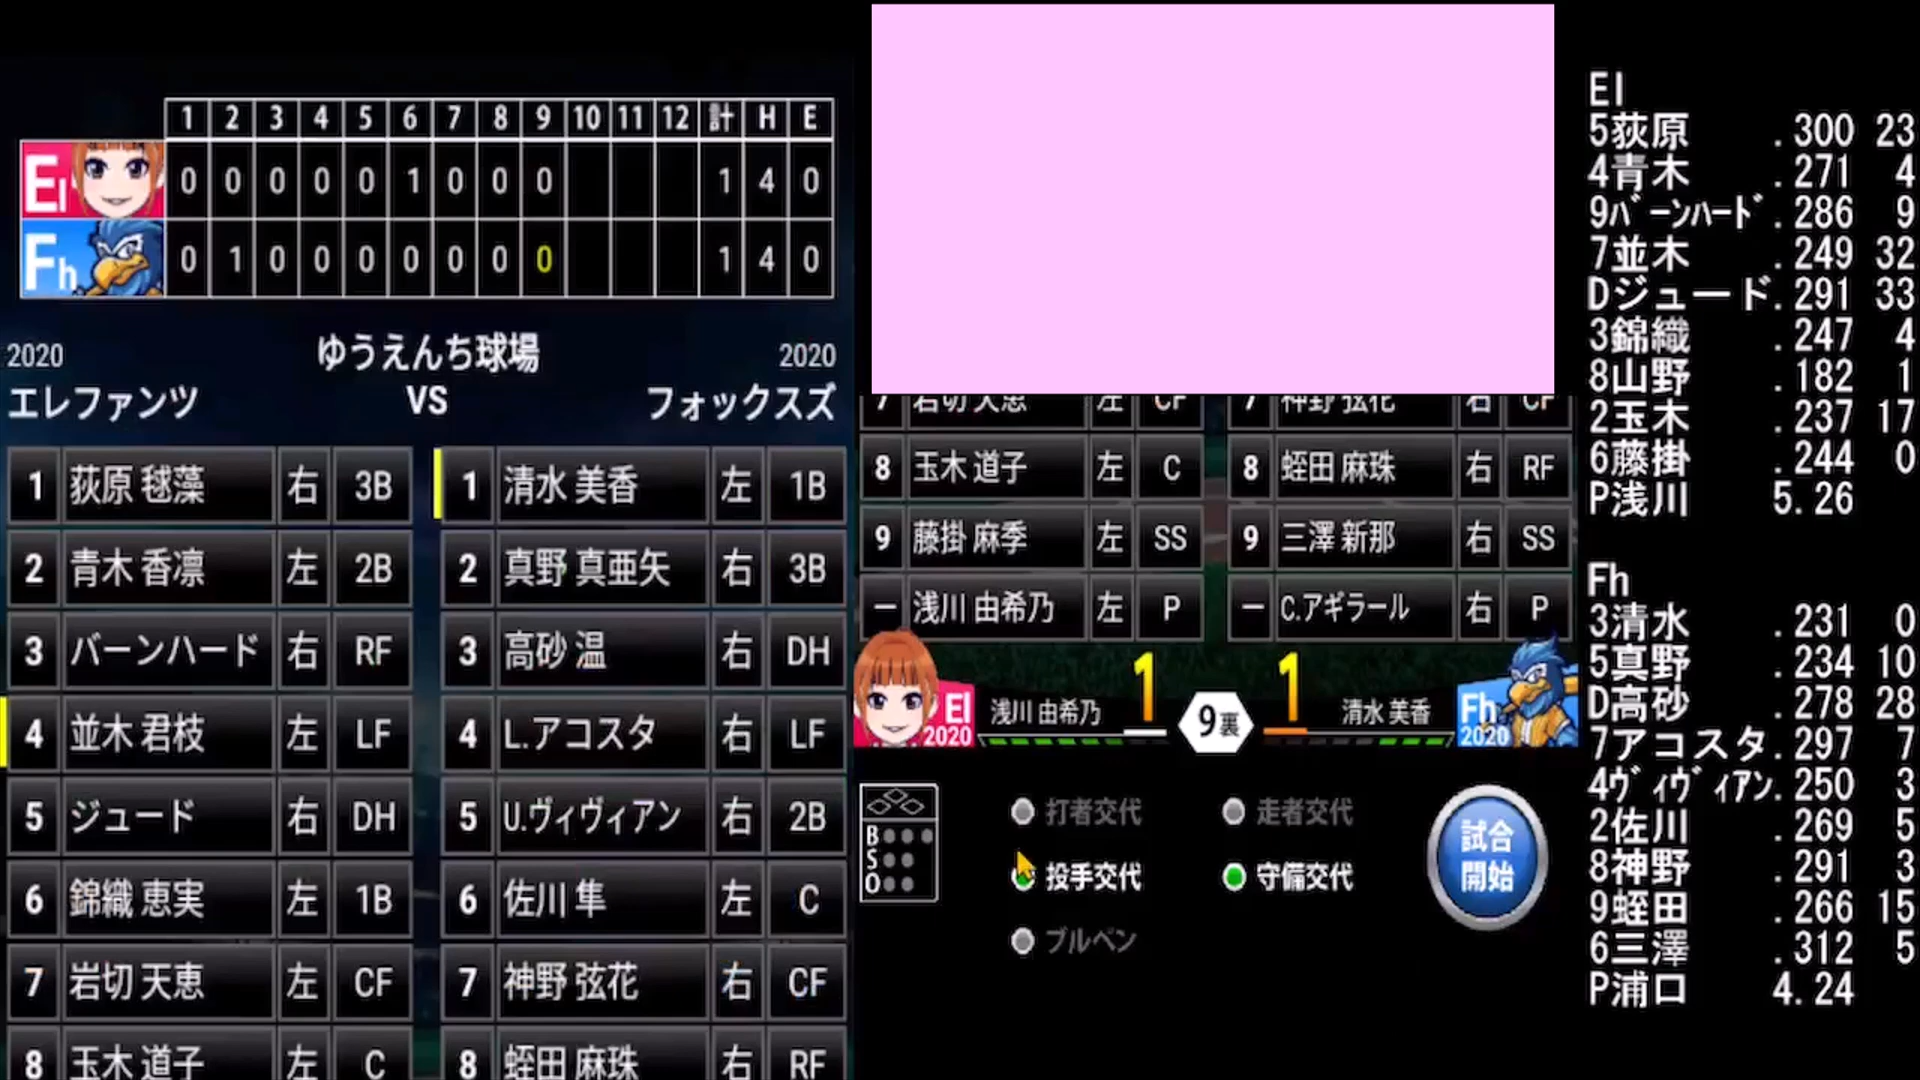 1 2 3 4 5 6 7 8 9 10 11 12 計 H E
El 0 0 0 0 0 1 0 0 0 1 4 0
Fh 0 1 0 0 0 0 0 0 0 1 4 0
2020 ゆうえんち球場 2020
エレファンツ VS フォックスズ
1 荻原 毬藻 右 3B
2 青木 香凛 左 2B
3 バーンハード 右 RF
4 並木 君枝 左 LF
5 ジュード 右 DH
6 錦織 恵実 左 1B
7 岩切 天恵 左 CF
8 玉木 道子 左 C
1 清水 美香 左 1B
2 真野 真亜矢 右 3B
3 高砂 温 右 DH
4 L.アコスタ 右 LF
5 U.ヴィヴィアン 右 2B
6 佐川 隼 左 C
7 神野 弦花 右 CF
8 蛭田 麻珠 右 RF
7 岩切 天恵 左 CF
8 玉木 道子 左 C
9 藤掛 麻季 左 SS
ー 浅川 由希乃 左 P
7 神野 弦花 右 CF
8 蛭田 麻珠 右 RF
9 三澤 新那 右 SS
ー C.アギラール 右 P
El 2020 浅川 由希乃 1 9裏 1 清水 美香 Fh 2020
B
S
O
打者交代 走者交代
投手交代 守備交代
ブルペン
試合
開始
El
5荻原 .300 23
4青木 .271 4
9バーンハード.286 9
7並木 .249 32
Dジュード.291 33
3錦織 .247 4
8山野 .182 1
2玉木 .237 17
6藤掛 .244 0
P浅川 5.26
Fh
3清水 .231 0
5真野 .234 10
D高砂 .278 28
7アコスタ.297 7
4ヴィヴィアン.250 3
2佐川 .269 5
8神野 .291 3
9蛭田 .266 15
6三澤 .312 5
P浦口 4.24